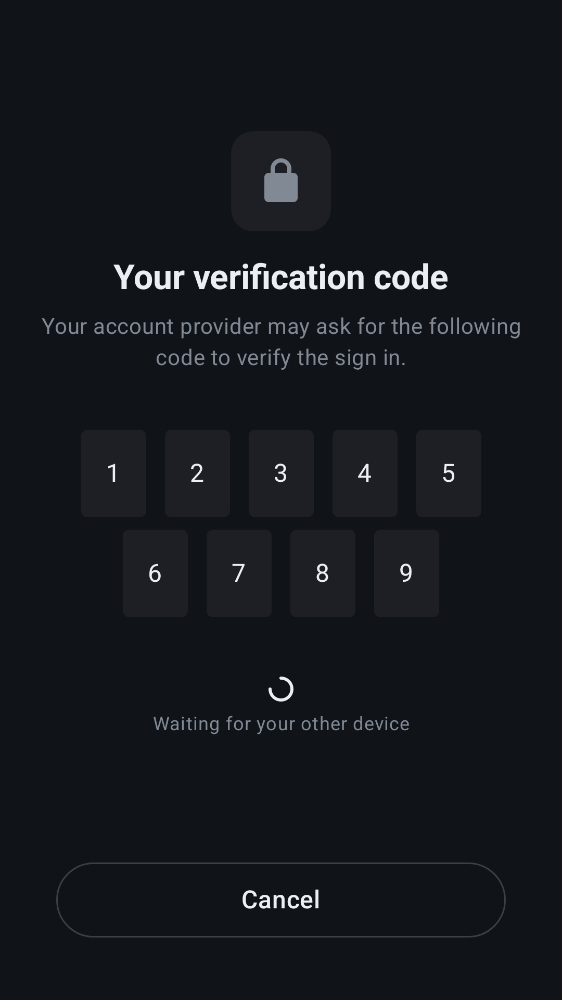 Your verification code
Your account provider may ask for the following
code to verify the sign in.
1 2 3 4 5
6 7 8 9
Waiting for your other device
Cancel